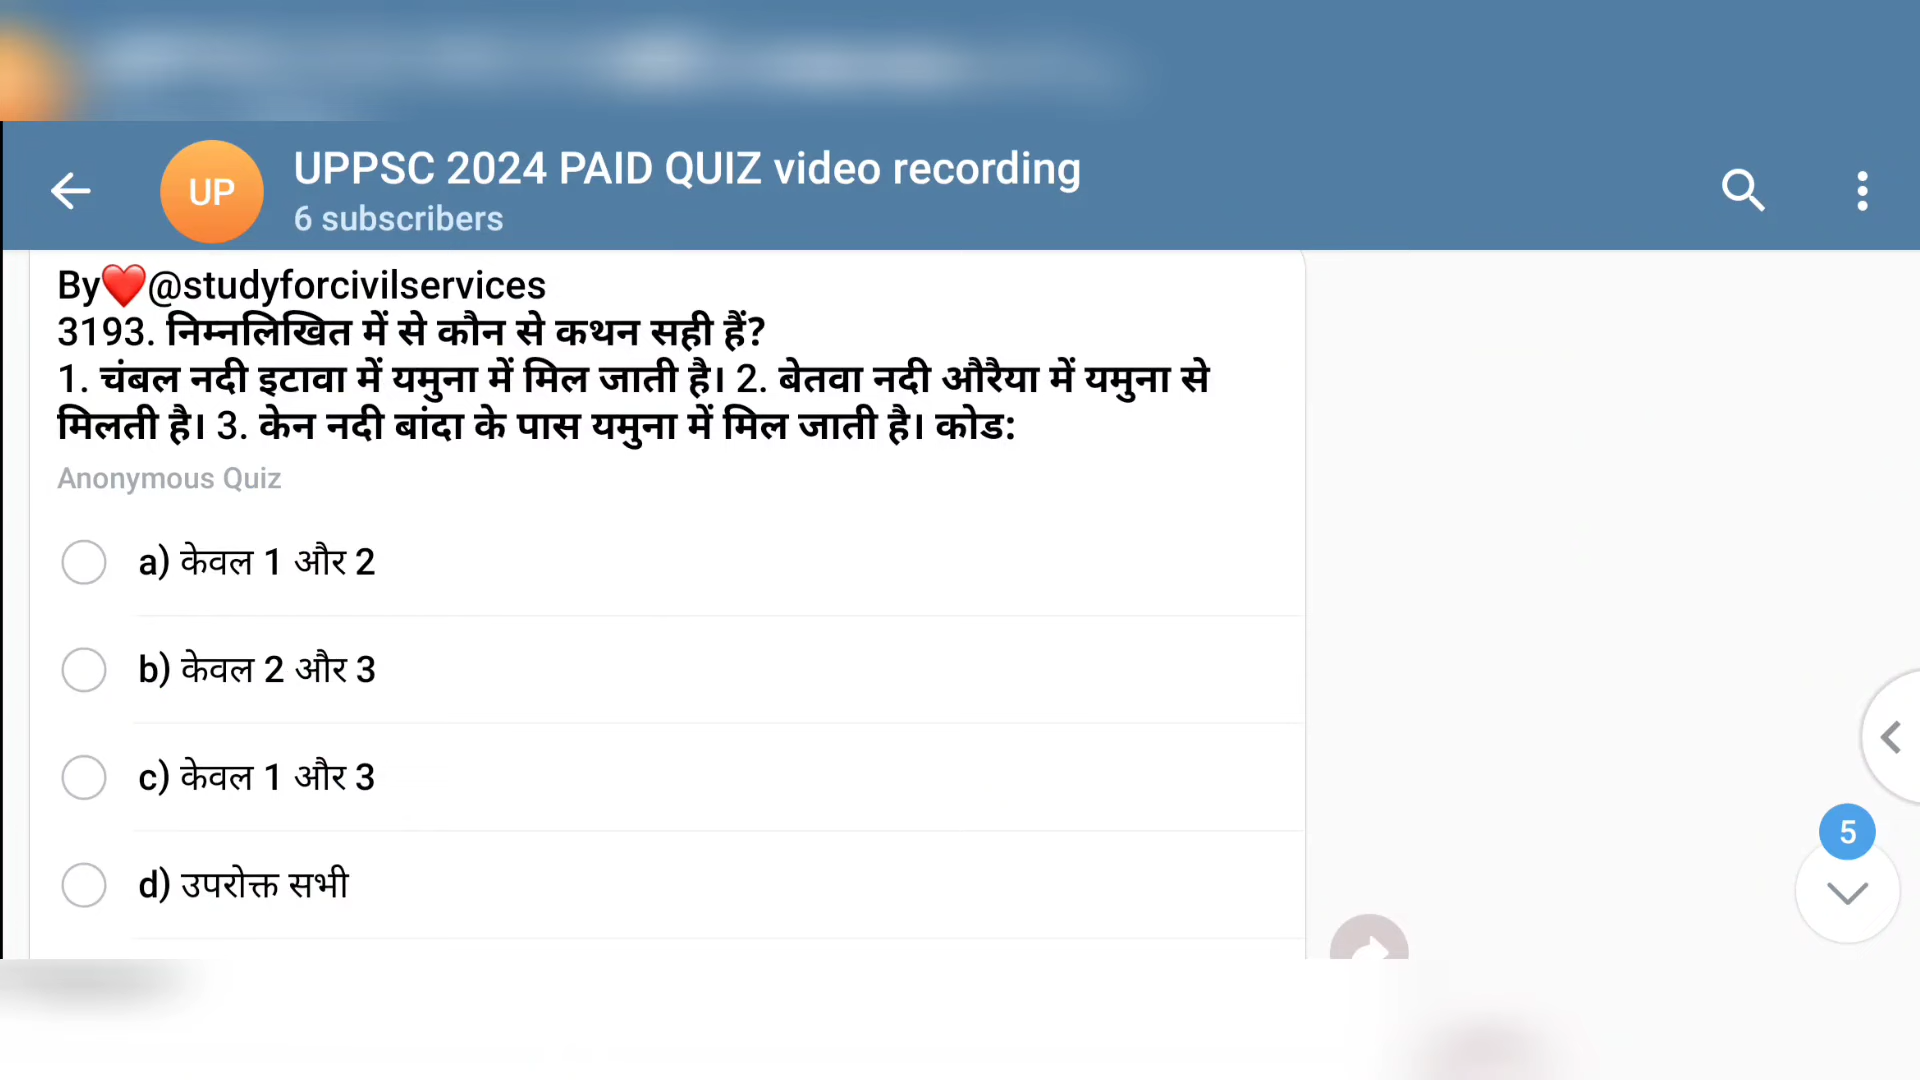 UP
UPPSC 2024 PAID QUIZ video recording
6 subscribers
By❤️@studyforcivilservices
3193. निम्नलिखित में से कौन से कथन सही हैं?
1. चंबल नदी इटावा में यमुना में मिल जाती है। 2. बेतवा नदी औरैया में यमुना से
मिलती है। 3. केन नदी बांदा के पास यमुना में मिल जाती है। कोड:
Anonymous Quiz
a) केवल 1 और 2
b) केवल 2 और 3
c) केवल 1 और 3
5
d) उपरोक्त सभी